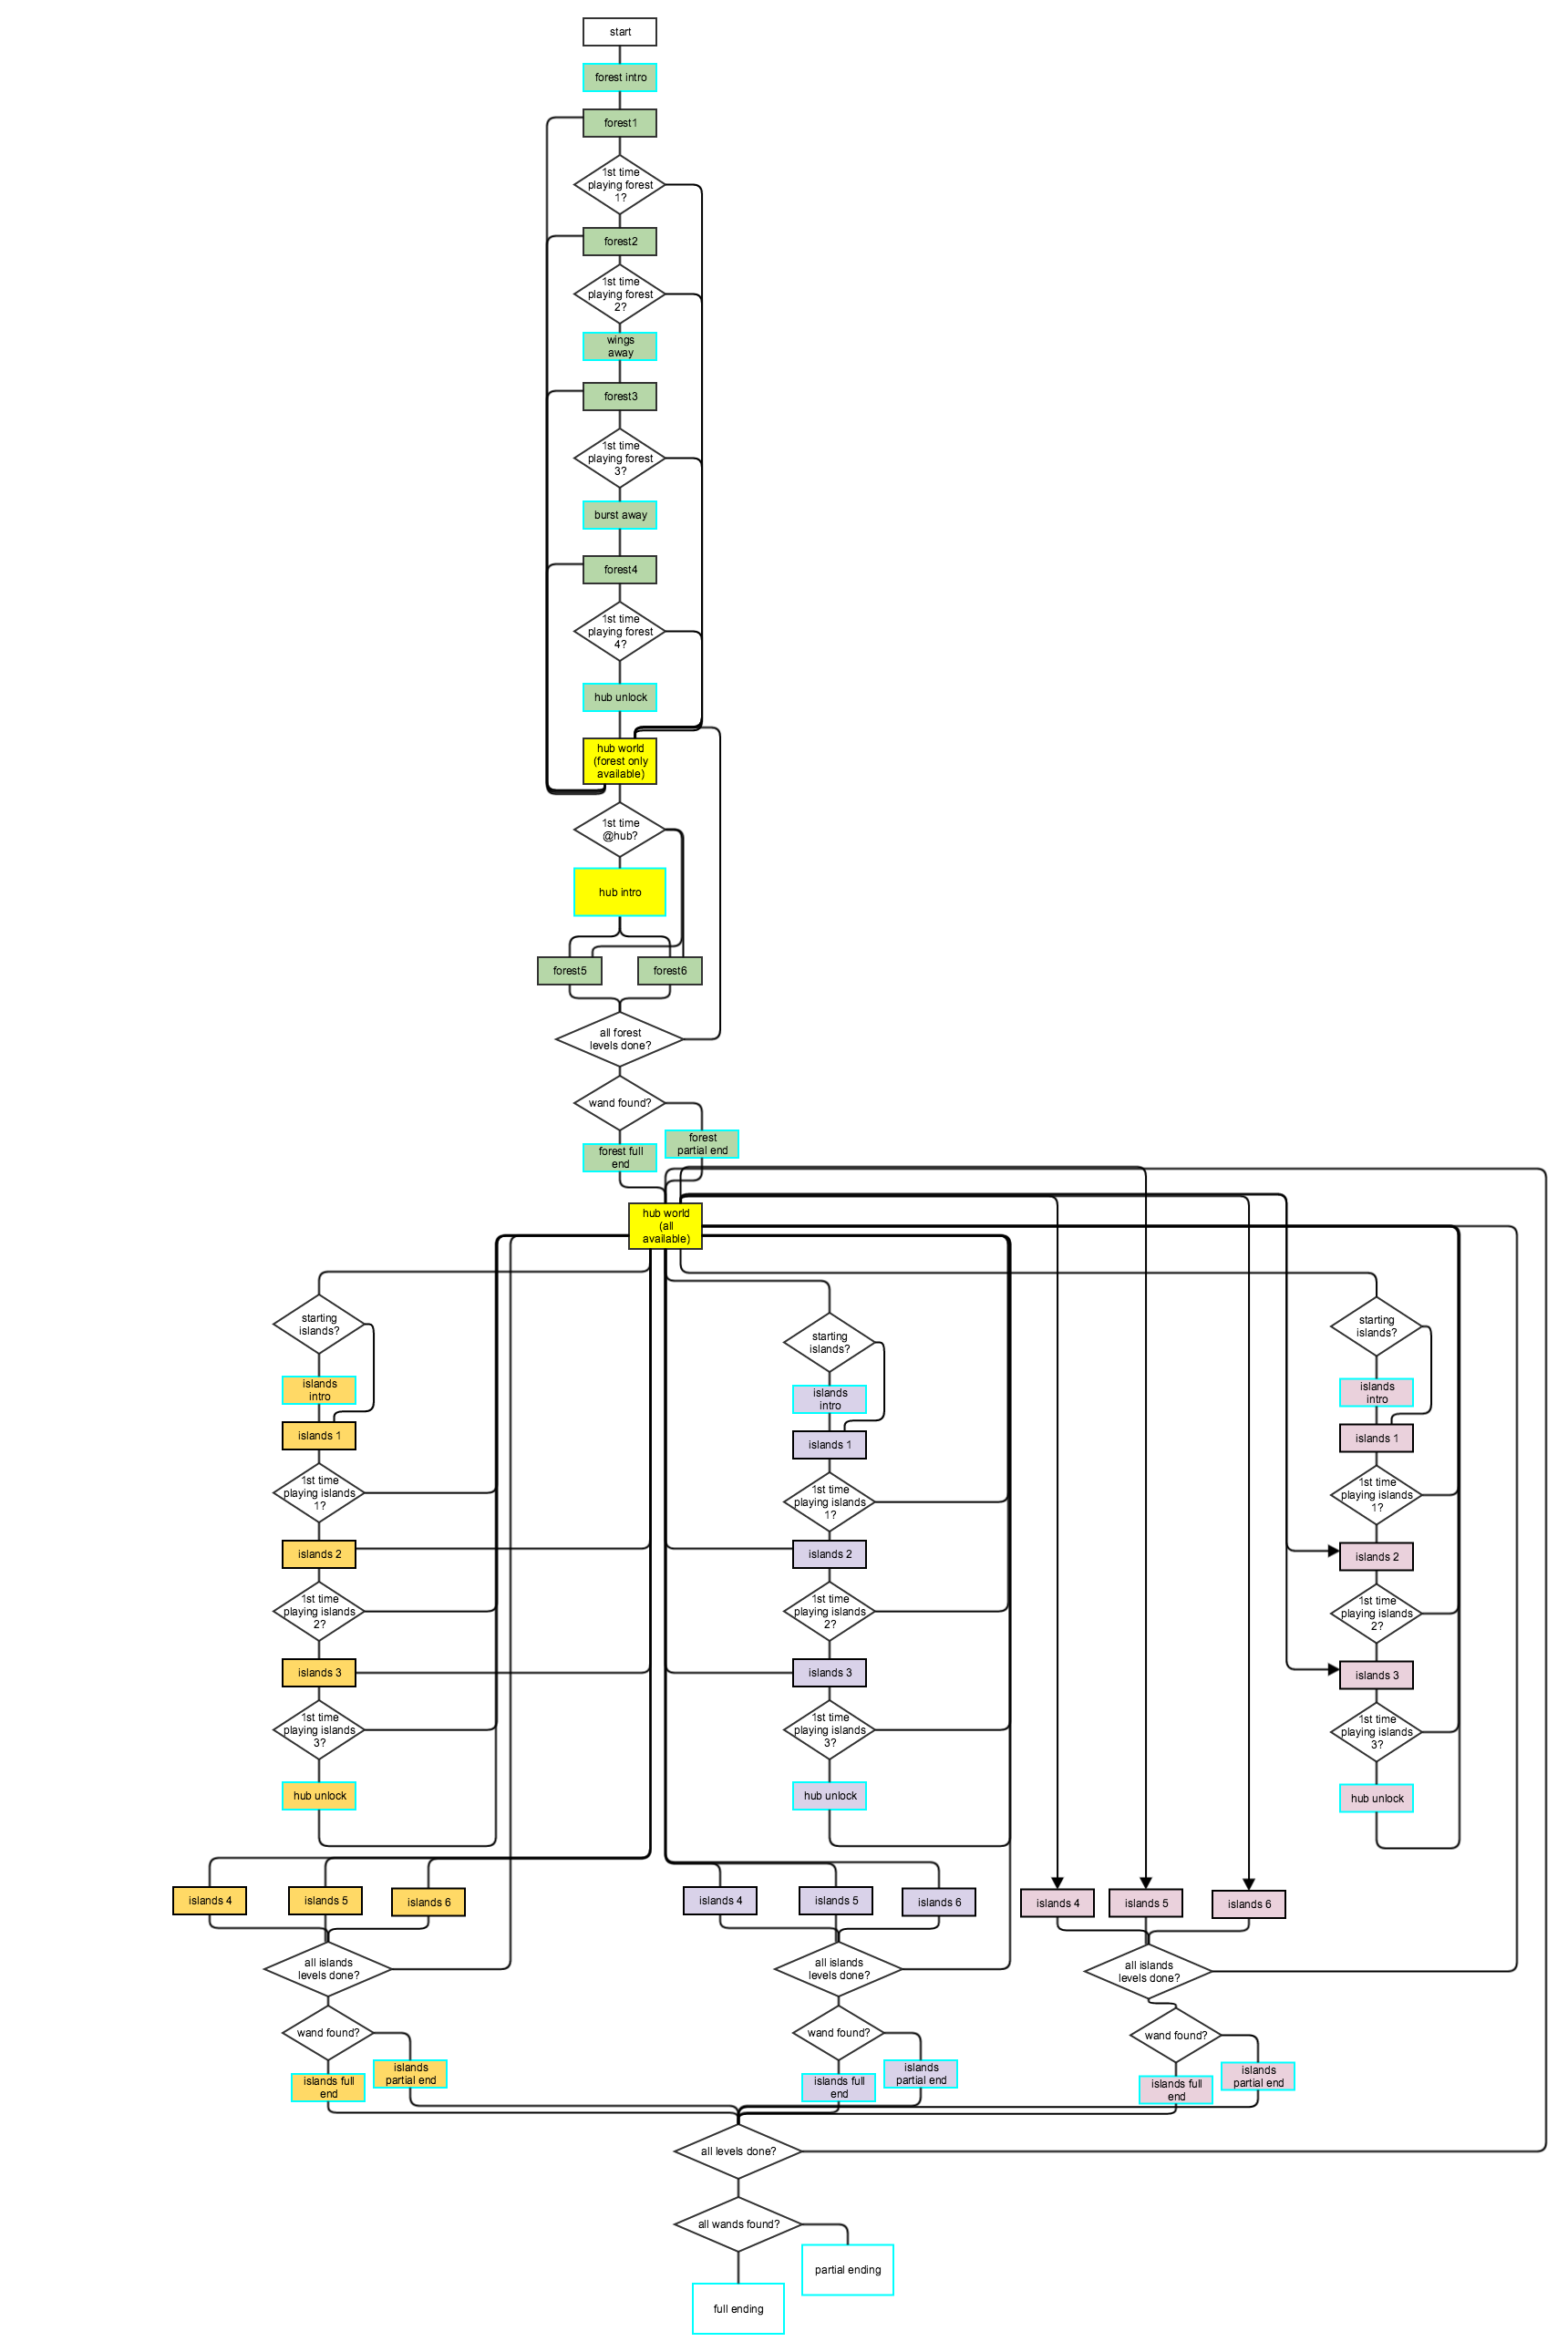 start
forest intro
forest1
1st time
playing forest
1?
forest2
1st time
playing forest
2?
wings
away
forest3
1st time
playing forest
3?
burst away
forest4
1st time
playing forest
4?
hub unlock
hub world
(forest only
available)
1st time
@hub?
hub intro
forest5
forest6
all forest
levels done?
wand found?
forest full
end
forest
partial end
hub world
(all
available)
starting
islands?
islands
intro
islands 1
1st time
playing islands
1?
islands 2
1st time
playing islands
2?
islands 3
1st time
playing islands
3?
hub unlock
islands 4
islands 5
islands 6
all islands
levels done?
wand found?
islands full
end
islands
partial end
starting
islands?
islands
intro
islands 1
1st time
playing islands
1?
islands 2
1st time
playing islands
2?
islands 3
1st time
playing islands
3?
hub unlock
islands 4
islands 5
islands 6
all islands
levels done?
wand found?
islands full
end
islands
partial end
starting
islands?
islands
intro
islands 1
1st time
playing islands
1?
islands 2
1st time
playing islands
2?
islands 3
1st time
playing islands
3?
hub unlock
islands 4
islands 5
islands 6
all islands
levels done?
wand found?
islands full
end
islands
partial end
all levels done?
all wands found?
partial ending
full ending